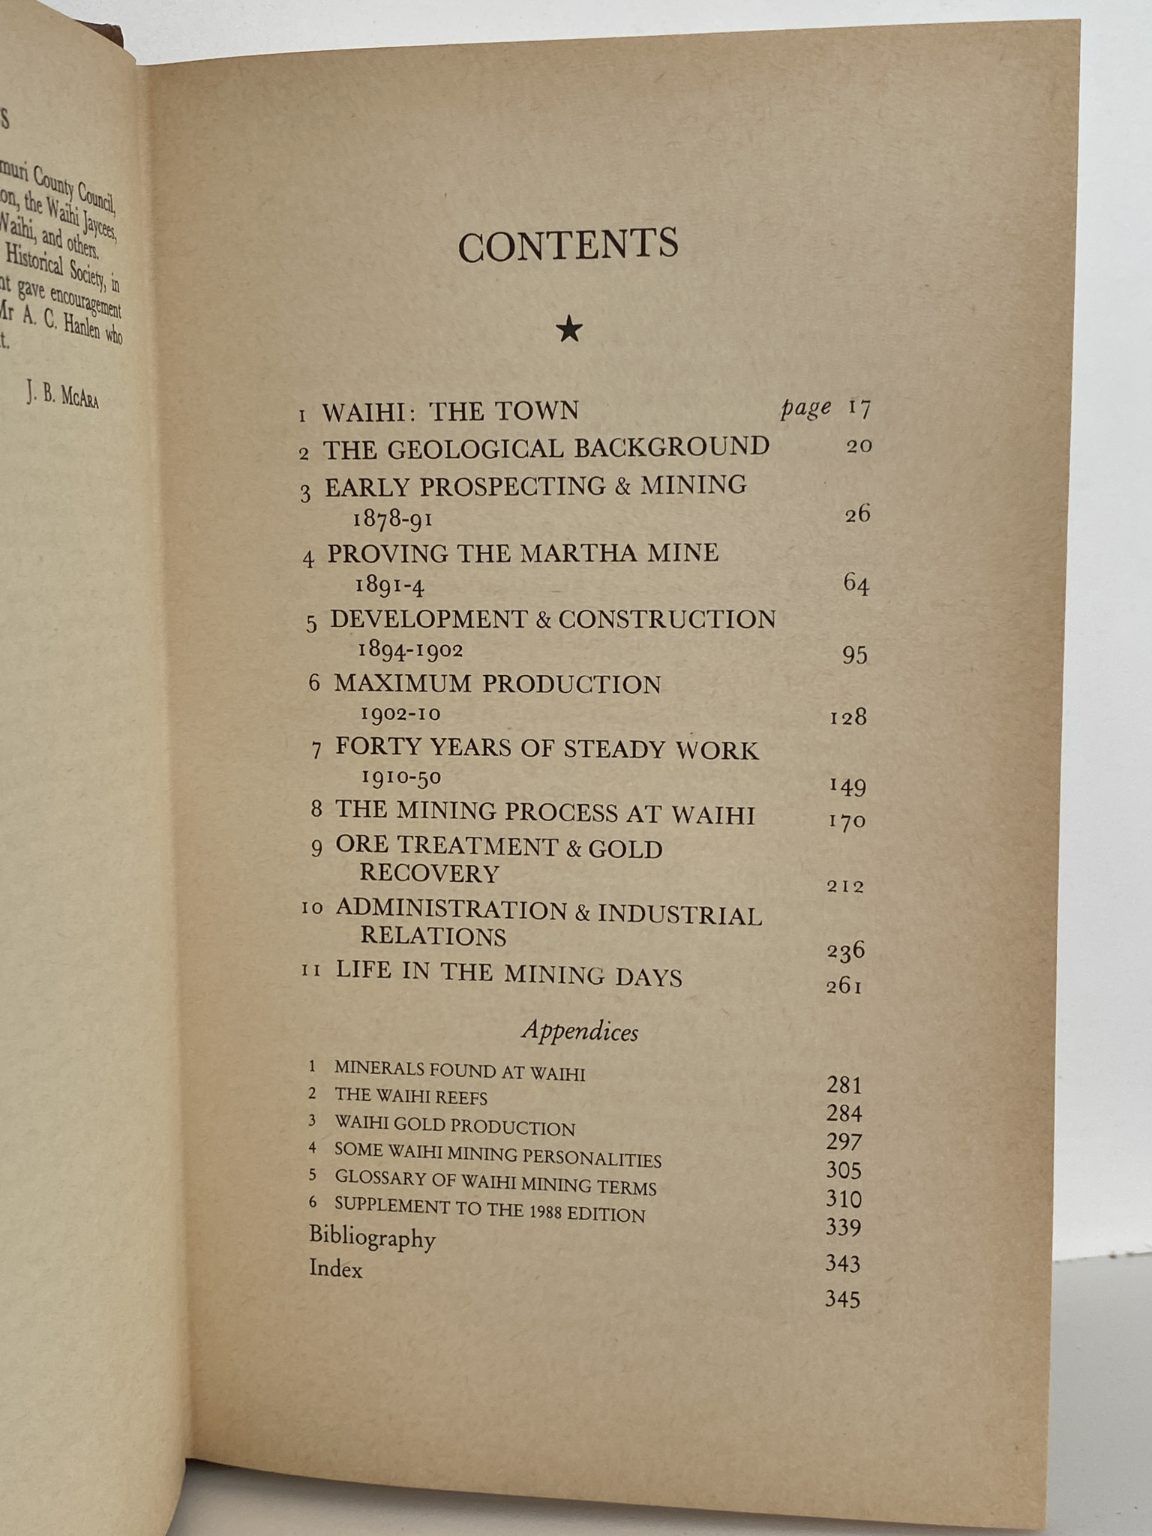 S
muri County Council,
on, the Waihi Jaycees,
Waihi, and others.
Historical Society, in
nt gave encouragement
Mr A. C. Hanlen who
t.
J. B. McAra
CONTENTS
★
1 WAIHI: THE TOWN page 17
2 THE GEOLOGICAL BACKGROUND 20
3 EARLY PROSPECTING & MINING
1878-91 26
4 PROVING THE MARTHA MINE
1891-4 64
5 DEVELOPMENT & CONSTRUCTION
1894-1902 95
6 MAXIMUM PRODUCTION
1902-10 128
7 FORTY YEARS OF STEADY WORK
1910-50 149
8 THE MINING PROCESS AT WAIHI 170
9 ORE TREATMENT & GOLD
RECOVERY 212
10 ADMINISTRATION & INDUSTRIAL
RELATIONS 236
11 LIFE IN THE MINING DAYS 261
Appendices
1 MINERALS FOUND AT WAIHI 281
2 THE WAIHI REEFS 284
3 WAIHI GOLD PRODUCTION 297
4 SOME WAIHI MINING PERSONALITIES 305
5 GLOSSARY OF WAIHI MINING TERMS 310
6 SUPPLEMENT TO THE 1988 EDITION 339
Bibliography 343
Index 345